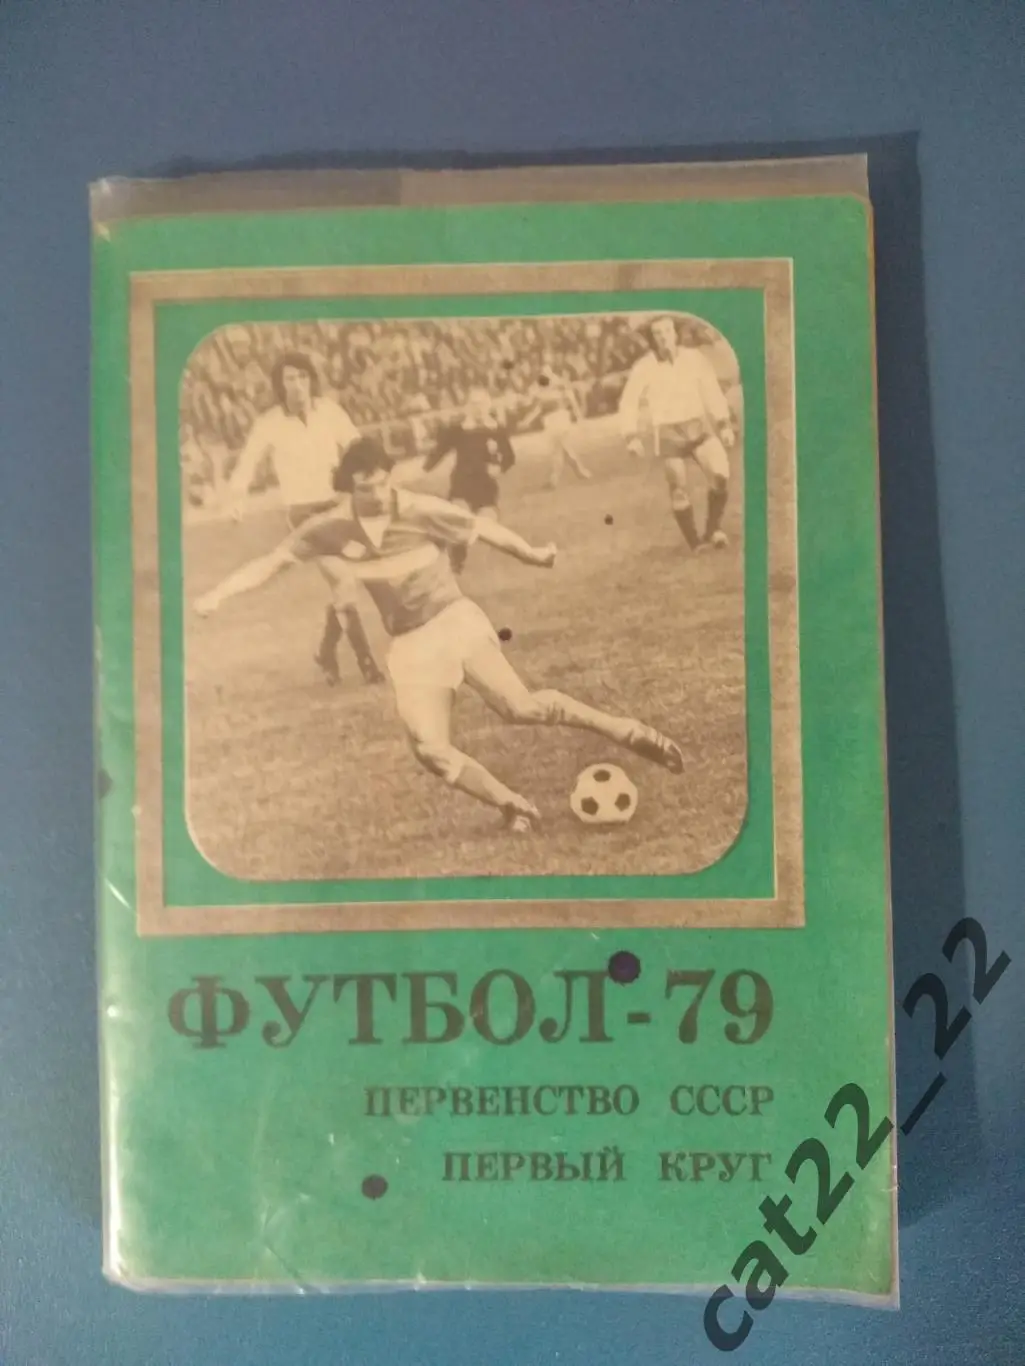 ФУТБОЛ-79
ПЕРВЕНСТВО СССР
ПЕРВЫЙ КРУГ
cat22_22